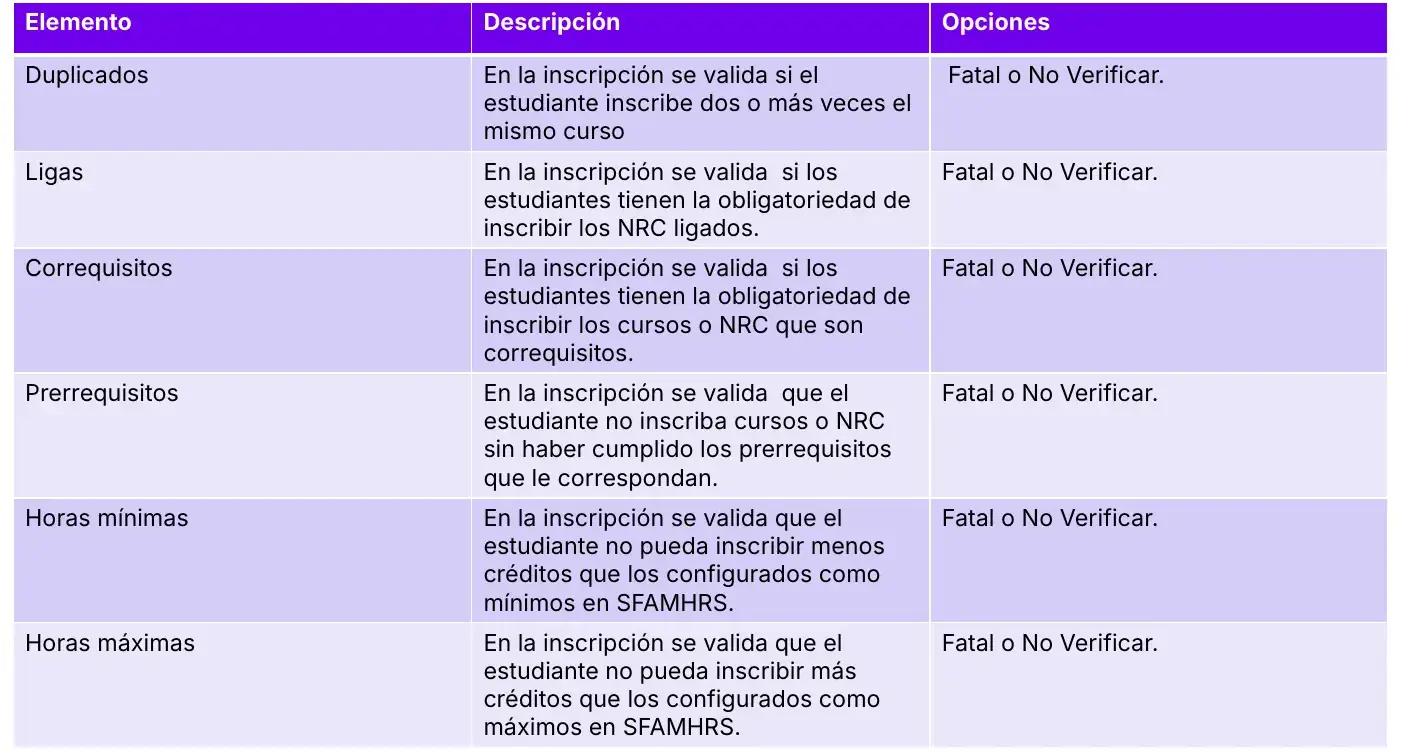 Elemento
Descripción
Opciones
Duplicados
En la inscripción se valida si el
estudiante inscribe dos o más veces el
mismo curso
Fatal o No Verificar.
Ligas
En la inscripción se valida  si los
estudiantes tienen la obligatoriedad de
inscribir los NRC ligados.
Fatal o No Verificar.
Correquisitos
En la inscripción se valida  si los
estudiantes tienen la obligatoriedad de
inscribir los cursos o NRC que son
correquisitos.
Fatal o No Verificar.
Prerrequisitos
En la inscripción se valida  que el
estudiante no inscriba cursos o NRC
sin haber cumplido los prerrequisitos
que le correspondan.
Fatal o No Verificar.
Horas mínimas
En la inscripción se valida que el
estudiante no pueda inscribir menos
créditos que los configurados como
mínimos en SFAMHRS.
Fatal o No Verificar.
Horas máximas
En la inscripción se valida que el
estudiante no pueda inscribir más
créditos que los configurados como
máximos en SFAMHRS.
Fatal o No Verificar.